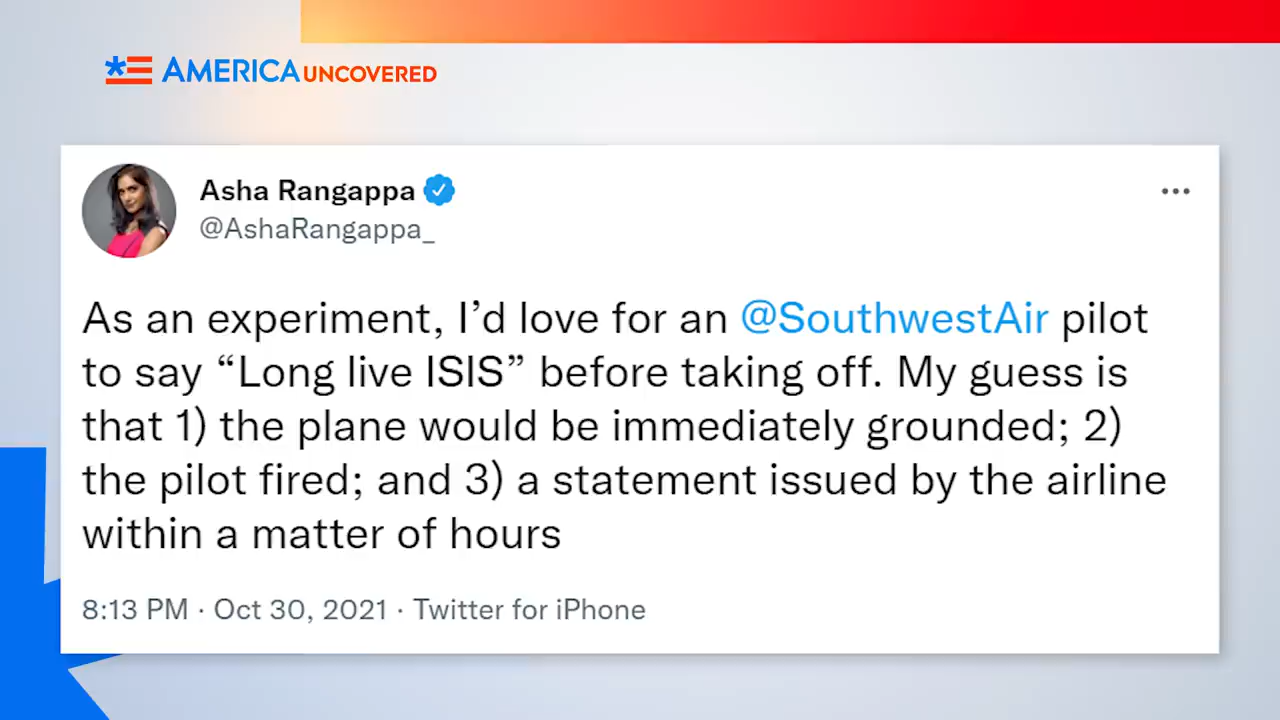 AMERICA UNCOVERED
Asha Rangappa
@AshaRangappa_
As an experiment, I’d love for an @SouthwestAir pilot
to say “Long live ISIS” before taking off. My guess is
that 1) the plane would be immediately grounded; 2)
the pilot fired; and 3) a statement issued by the airline
within a matter of hours
8:13 PM · Oct 30, 2021 · Twitter for iPhone